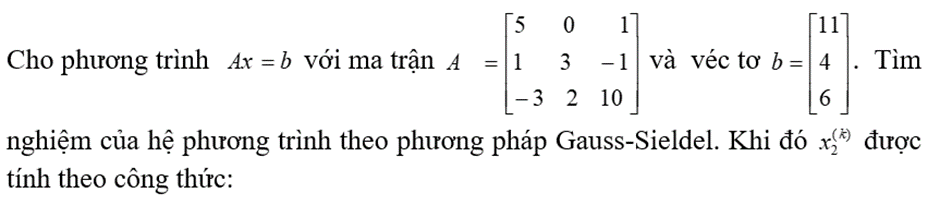 Cho phương trình Ax = b với ma trận A = [5 0 1; 1 3 −1; −3 2 10] và véc tơ b = [11; 4; 6]. Tìm
nghiệm của hệ phương trình theo phương pháp Gauss-Sieldel. Khi đó x₂⁽ᵏ⁾ được
tính theo công thức: